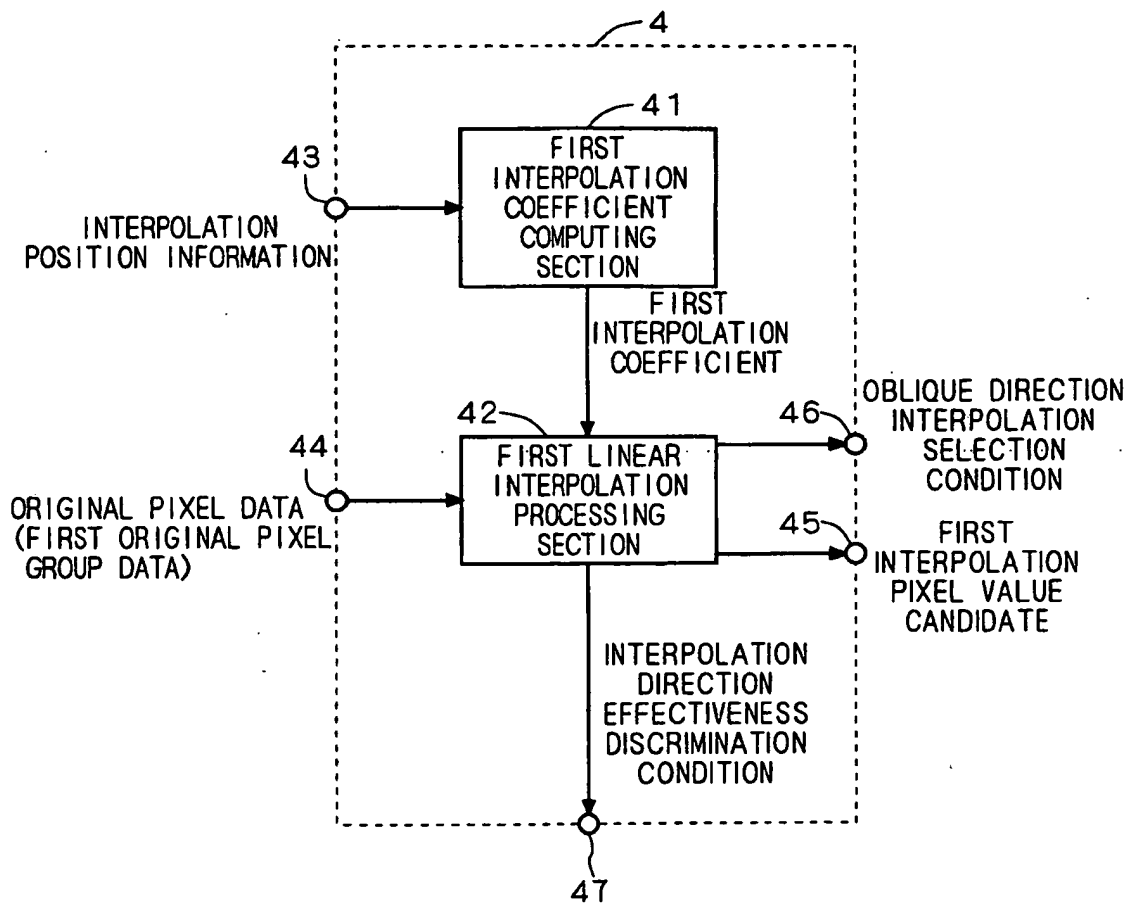 4
41
FIRST
INTERPOLATION
COEFFICIENT
COMPUTING
SECTION
43
INTERPOLATION
POSITION INFORMATION
FIRST
INTERPOLATION
COEFFICIENT
42
FIRST LINEAR
INTERPOLATION
PROCESSING
SECTION
44
ORIGINAL PIXEL DATA
(FIRST ORIGINAL PIXEL
GROUP DATA)
46
OBLIQUE DIRECTION
INTERPOLATION
SELECTION
CONDITION
45
FIRST
INTERPOLATION
PIXEL VALUE
CANDIDATE
INTERPOLATION
DIRECTION
EFFECTIVENESS
DISCRIMINATION
CONDITION
47